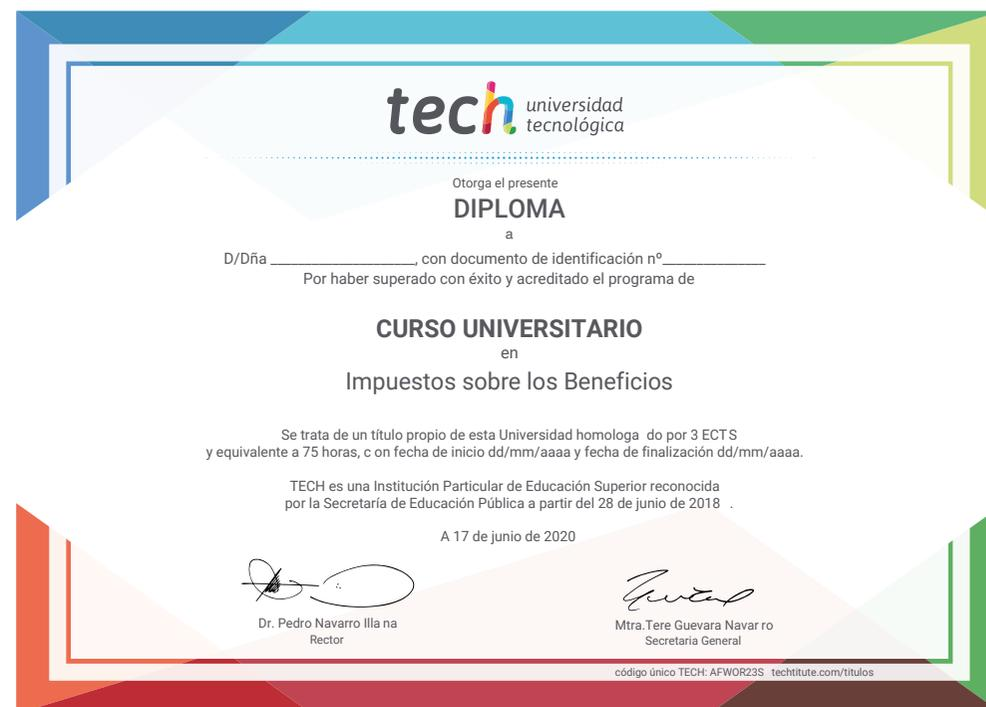 tech universidad
tecnológica
Otorga el presente
DIPLOMA
a
D/Dña ____________________, con documento de identificación nº______________
Por haber superado con éxito y acreditado el programa de
CURSO UNIVERSITARIO
en
Impuestos sobre los Beneficios
Se trata de un título propio de esta Universidad homologa do por 3 ECTS
y equivalente a 75 horas, c on fecha de inicio dd/mm/aaaa y fecha de finalización dd/mm/aaaa.
TECH es una Institución Particular de Educación Superior reconocida
por la Secretaría de Educación Pública a partir del 28 de junio de 2018 .
A 17 de junio de 2020
Dr. Pedro Navarro Illa na
Rector
Mtra.Tere Guevara Navar ro
Secretaria General
código único TECH: AFWOR23S techtitute.com/titulos